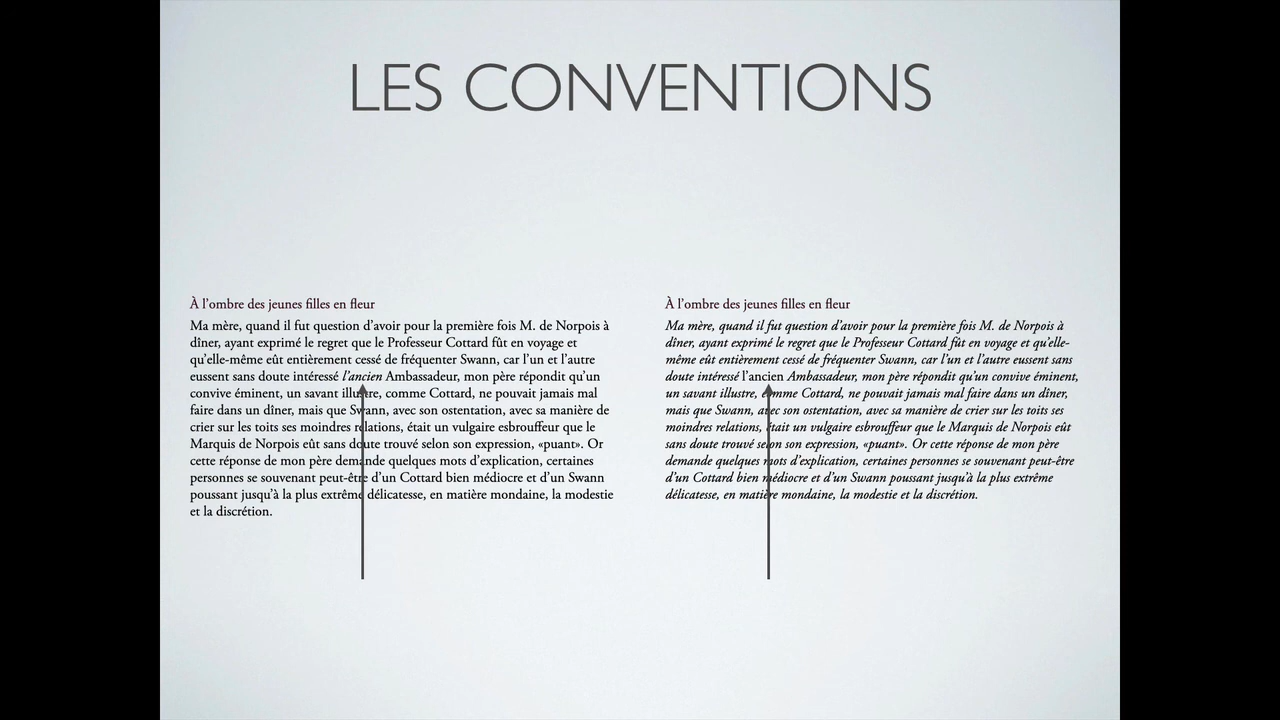 LES CONVENTIONS
À l’ombre des jeunes filles en fleur
Ma mère, quand il fut question d’avoir pour la première fois M. de Norpois à
dîner, ayant exprimé le regret que le Professeur Cottard fût en voyage et
qu’elle-même eût entièrement cessé de fréquenter Swann, car l’un et l’autre
eussent sans doute intéressé l’ancien Ambassadeur, mon père répondit qu’un
convive éminent, un savant illustre, comme Cottard, ne pouvait jamais mal
faire dans un dîner, mais que Swann, avec son ostentation, avec sa manière de
crier sur les toits ses moindres relations, était un vulgaire esbrouffeur que le
Marquis de Norpois eût sans doute trouvé selon son expression, «puant». Or
cette réponse de mon père demande quelques mots d’explication, certaines
personnes se souvenant peut-être d’un Cottard bien médiocre et d’un Swann
poussant jusqu’à la plus extrême délicatesse, en matière mondaine, la modestie
et la discrétion.
À l’ombre des jeunes filles en fleur
Ma mère, quand il fut question d’avoir pour la première fois M. de Norpois à
dîner, ayant exprimé le regret que le Professeur Cottard fût en voyage et qu’elle-
même eût entièrement cessé de fréquenter Swann, car l’un et l’autre eussent sans
doute intéressé l’ancien Ambassadeur, mon père répondit qu’un convive éminent,
un savant illustre, comme Cottard, ne pouvait jamais mal faire dans un dîner,
mais que Swann, avec son ostentation, avec sa manière de crier sur les toits ses
moindres relations, était un vulgaire esbrouffeur que le Marquis de Norpois eût
sans doute trouvé selon son expression, «puant». Or cette réponse de mon père
demande quelques mots d’explication, certaines personnes se souvenant peut-être
d’un Cottard bien médiocre et d’un Swann poussant jusqu’à la plus extrême
délicatesse, en matière mondaine, la modestie et la discrétion.